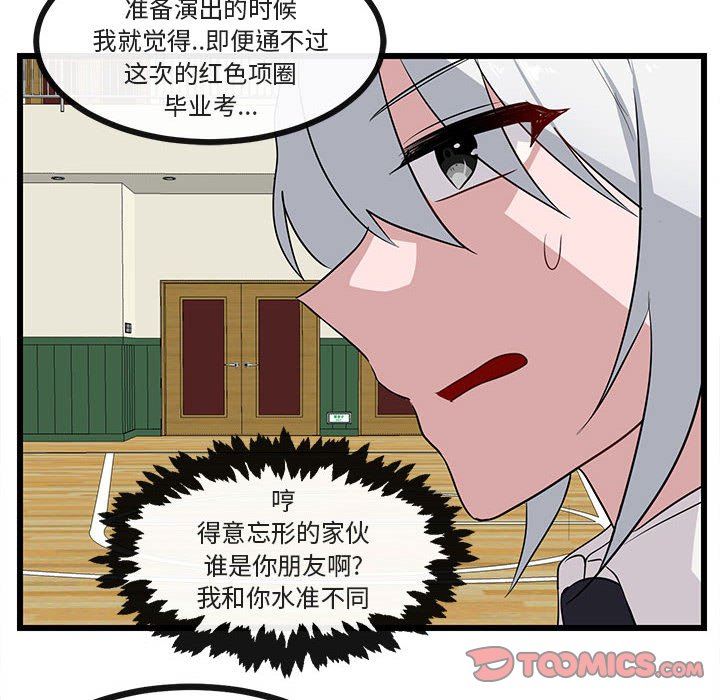 准备演出的时候
我就觉得..即便通不过
这次的红色项圈
毕业考...
哼
得意忘形的家伙
谁是你朋友啊?
我和你水准不同
TOOMICS.com